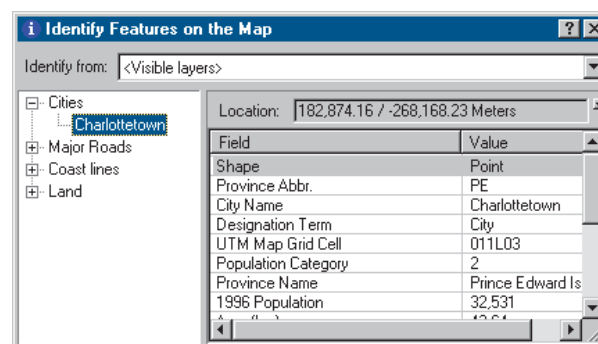 Identify Features on the Map
Identify from: <Visible layers>
Cities
Charlottetown
Major Roads
Coast lines
Land
Location: 182,874.16 / -268,168.23 Meters
Field Value
Shape Point
Province Abbr. PE
City Name Charlottetown
Designation Term City
UTM Map Grid Cell 011L03
Population Category 2
Province Name Prince Edward Is
1996 Population 32,531